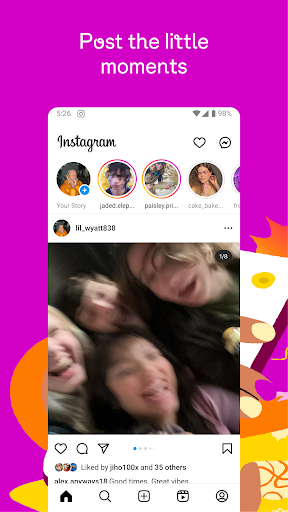 Post the little
moments
5:26
98%
Instagram
Your Story
jaded.elep...
paisley.pri...
cake_bake...
lil_wyatt838
1/8
Liked by jiho100x and 35 others
alex.anyways18 Good times. Great vibes.